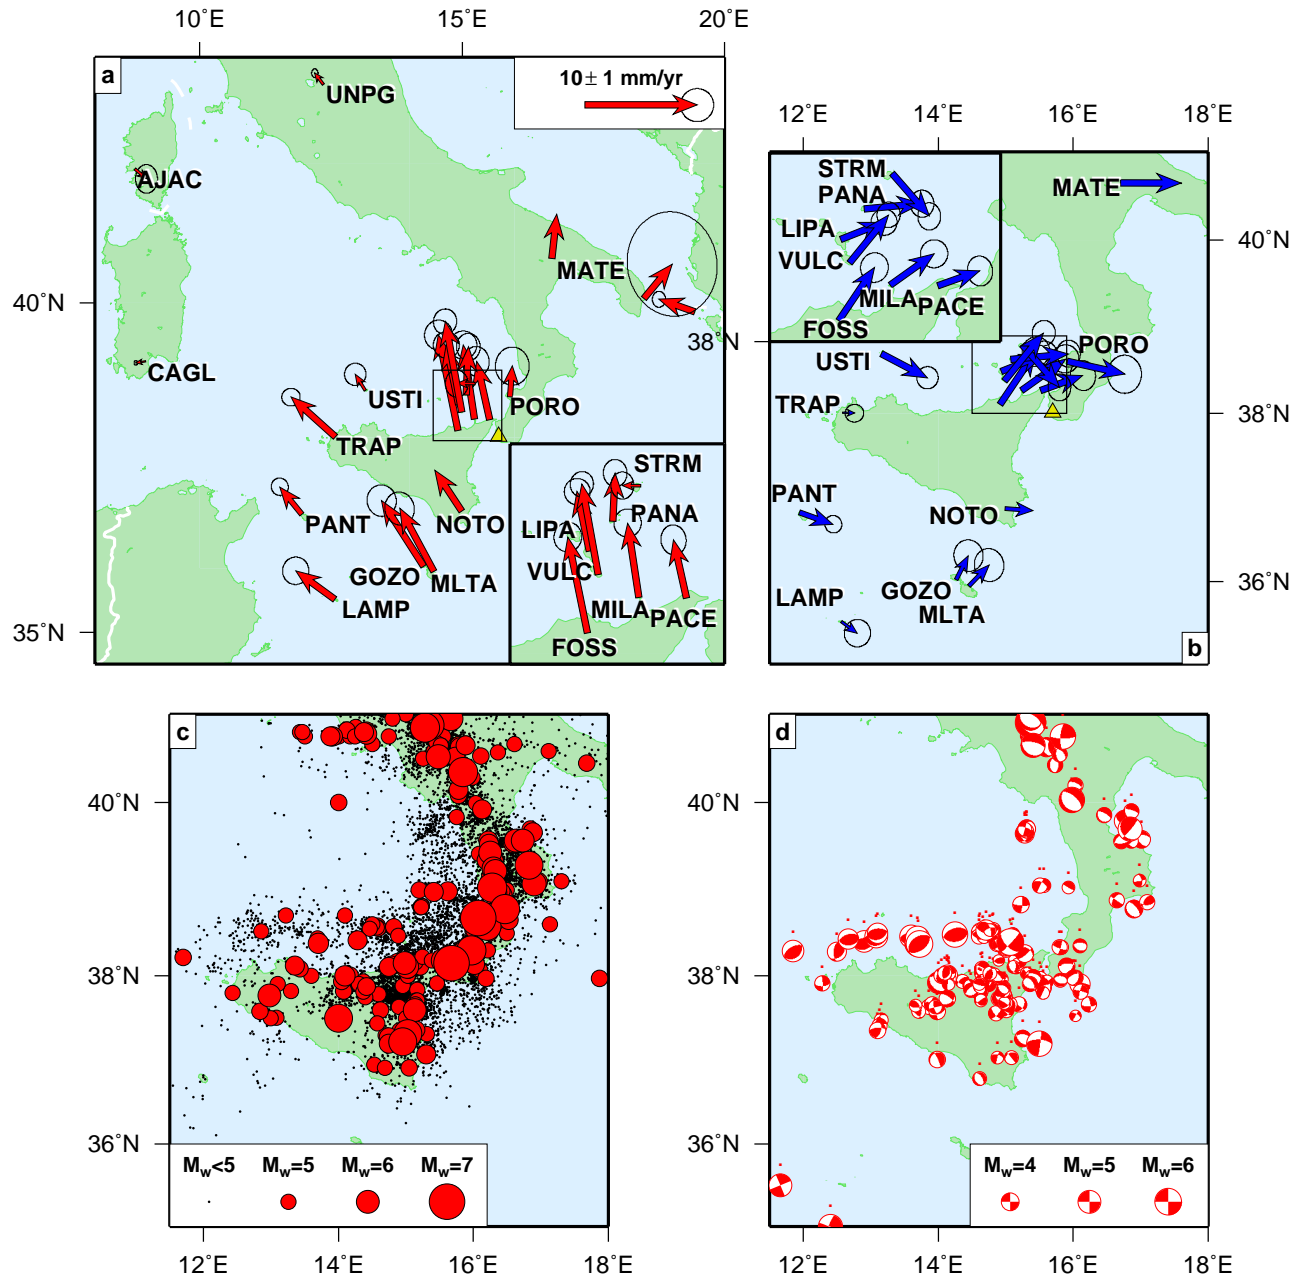 10°E 15°E 20°E
a
10± 1 mm/yr
UNPG
AJAC
MATE
40°N
CAGL
USTI
PORO
TRAP
STRM
PANT
NOTO
PANA
LIPA
GOZO
MLTA
VULC
LAMP
MILA
PACE
35°N
FOSS
12°E 14°E 16°E 18°E
STRM
PANA
MATE
LIPA
40°N
VULC
MILA
PACE
FOSS
38°N
PORO
USTI
TRAP
38°N
PANT
NOTO
GOZO
36°N
LAMP
MLTA
b
c
40°N
38°N
36°N
Mw<5 Mw=5 Mw=6 Mw=7
12°E 14°E 16°E 18°E
d
40°N
38°N
36°N
Mw=4 Mw=5 Mw=6
12°E 14°E 16°E 18°E